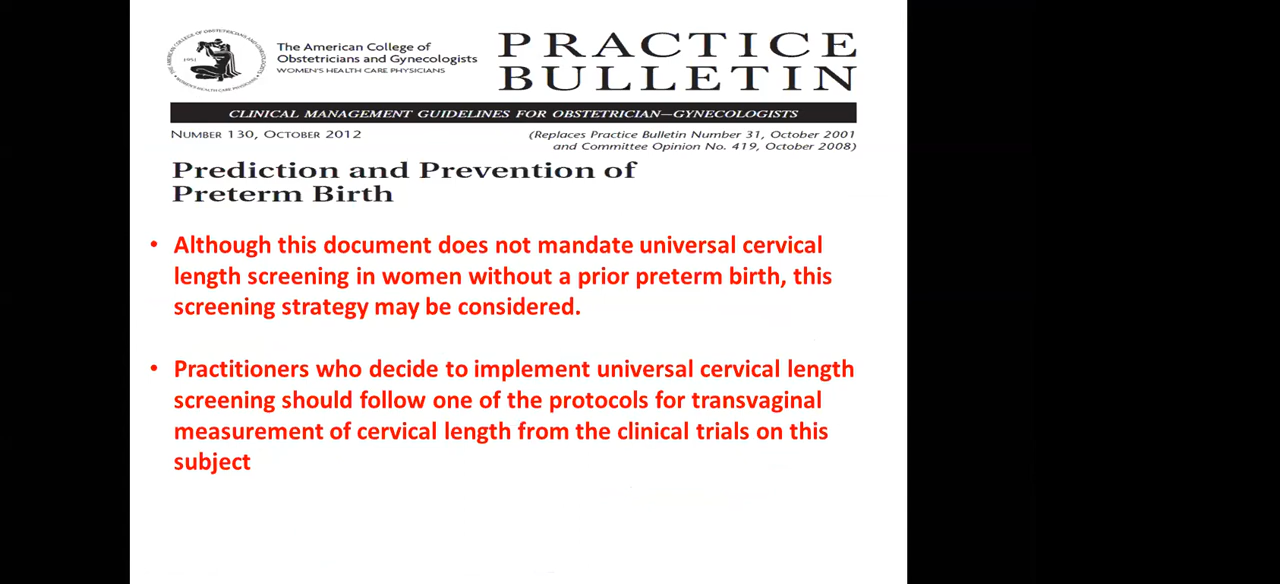 The American College of
Obstetricians and Gynecologists
WOMEN'S HEALTH CARE PHYSICIANS
PRACTICE
BULLETIN
CLINICAL MANAGEMENT GUIDELINES FOR OBSTETRICIAN—GYNECOLOGISTS
NUMBER 130, OCTOBER 2012
(Replaces Practice Bulletin Number 31, October 2001
and Committee Opinion No. 419, October 2008)
Prediction and Prevention of
Preterm Birth
• Although this document does not mandate universal cervical
length screening in women without a prior preterm birth, this
screening strategy may be considered.
• Practitioners who decide to implement universal cervical length
screening should follow one of the protocols for transvaginal
measurement of cervical length from the clinical trials on this
subject